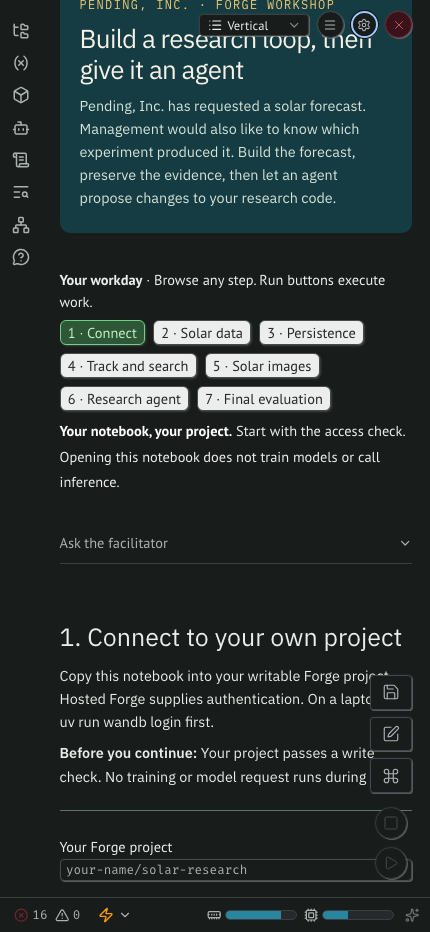 PENDING, INC. · FORGE WORKSHOP
Vertical
Build a research loop, then
give it an agent
Pending, Inc. has requested a solar forecast.
Management would also like to know which
experiment produced it. Build the forecast,
preserve the evidence, then let an agent
propose changes to your research code.
Your workday · Browse any step. Run buttons execute
work.
1 · Connect
2 · Solar data
3 · Persistence
4 · Track and search
5 · Solar images
6 · Research agent
7 · Final evaluation
Your notebook, your project. Start with the access check.
Opening this notebook does not train models or call
inference.
Ask the facilitator
1. Connect to your own project
Copy this notebook into your writable Forge project.
Hosted Forge supplies authentication. On a lapto
uv run wandb login first.
Before you continue: Your project passes a write
check. No training or model request runs during
Your Forge project
your-name/solar-research
16
0